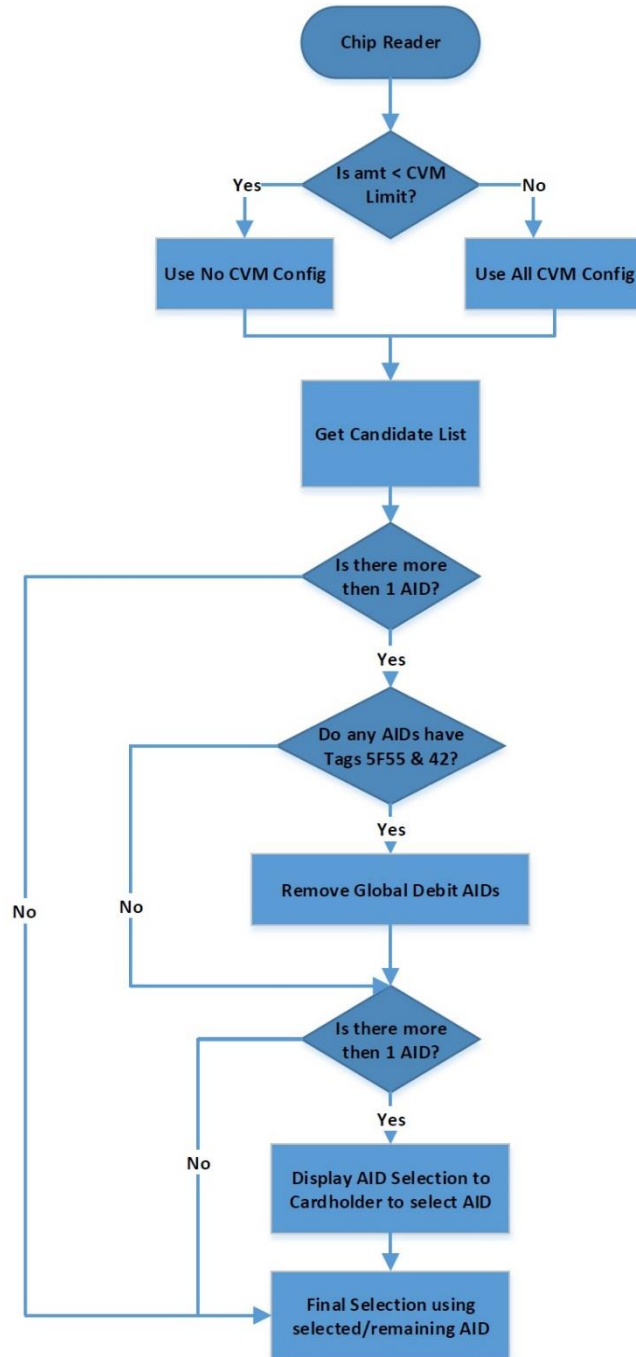 Chip Reader
Is amt < CVM
Limit?
Yes
No
Use No CVM Config
Use All CVM Config
Get Candidate List
Is there more
then 1 AID?
Yes
Do any AIDs have
Tags 5F55 & 42?
Yes
Remove Global Debit AIDs
No
No
Is there more
then 1 AID?
Yes
No
Display AID Selection to
Cardholder to select AID
Final Selection using
selected/remaining AID